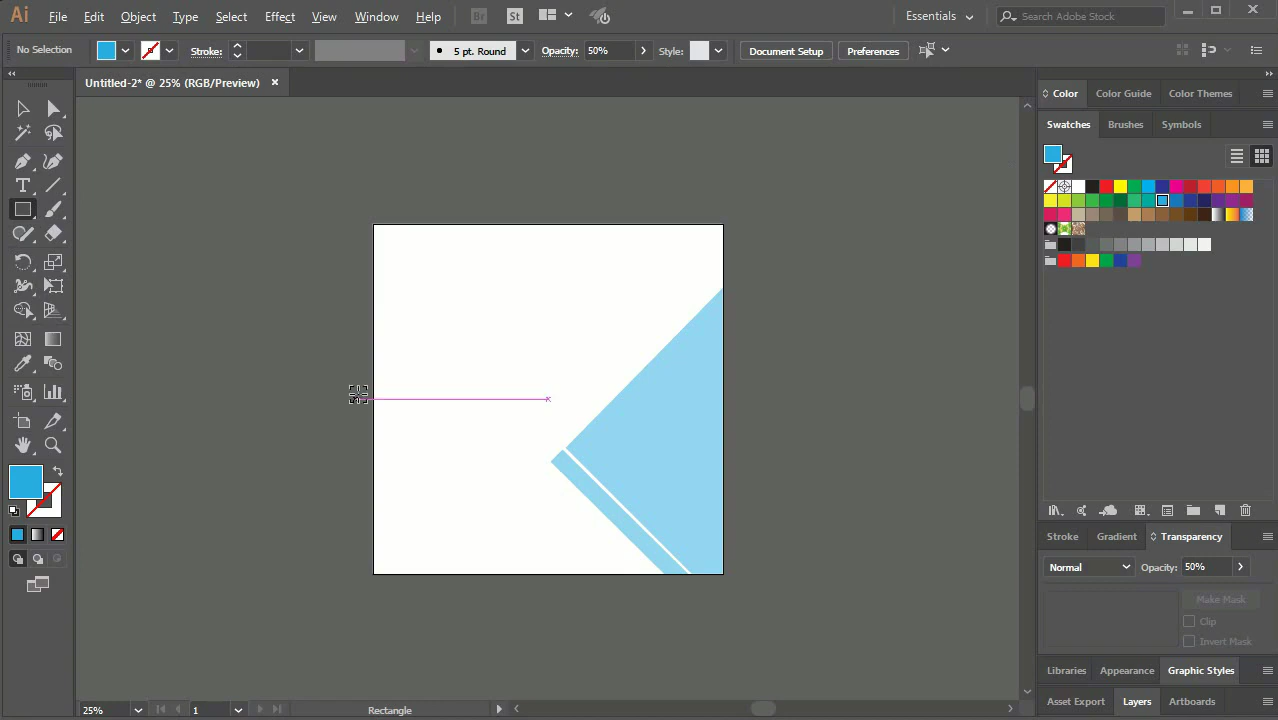 Ai File Edit Object Type Select Effect View Window Help Br St Essentials Search Adobe Stock
No Selection Stroke: 5 pt. Round Opacity: 50% Style: Document Setup Preferences
Untitled-2* @ 25% (RGB/Preview)
Color Color Guide Color Themes
Swatches Brushes Symbols
Stroke Gradient Transparency
Normal Opacity: 50%
Make Mask
Clip
Invert Mask
Libraries Appearance Graphic Styles
Asset Export Layers Artboards
25% 1 Rectangle